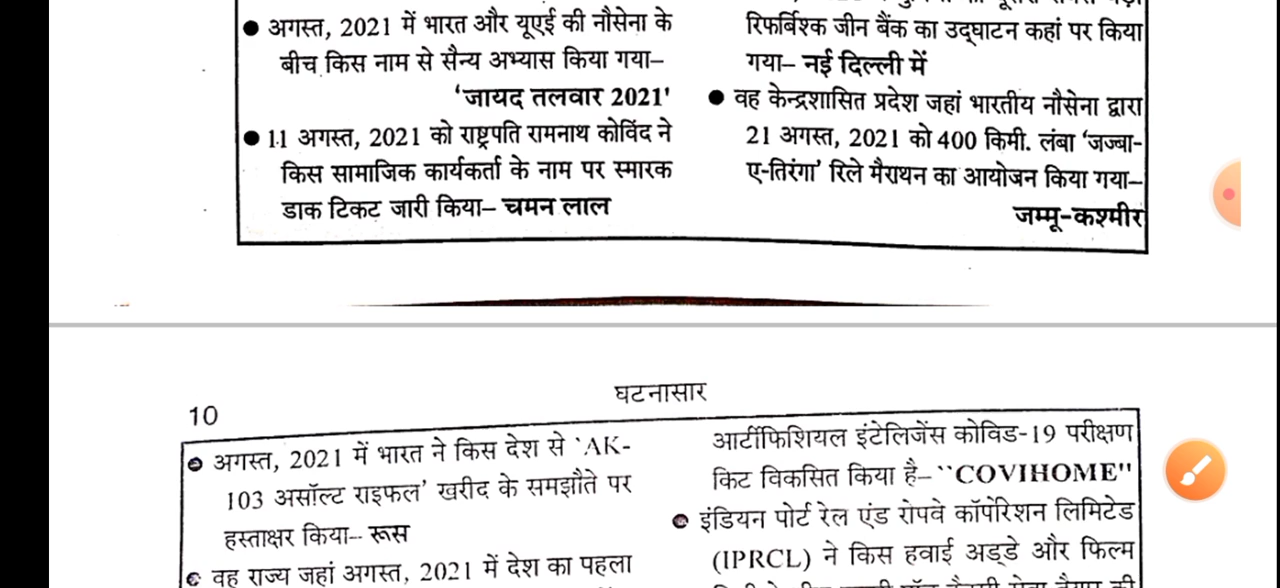 ● अगस्त, 2021 में भारत और यूएई की नौसेना के
बीच किस नाम से सैन्य अभ्यास किया गया–
‘जायद तलवार 2021'
● 11 अगस्त, 2021 को राष्ट्रपति रामनाथ कोविंद ने
किस सामाजिक कार्यकर्ता के नाम पर स्मारक
डाक टिकट जारी किया– चमन लाल
रिफर्बिश्क जीन बैंक का उद्घाटन कहां पर किया
गया– नई दिल्ली में
● वह केन्द्रशासित प्रदेश जहां भारतीय नौसेना द्वारा
21 अगस्त, 2021 को 400 किमी. लंबा ‘जज्बा-
ए-तिरंगा’ रिले मैराथन का आयोजन किया गया–
जम्मू-कश्मीर
10
घटनासार
● अगस्त, 2021 में भारत ने किस देश से ‘AK-
103 असॉल्ट राइफल’ खरीद के समझौते पर
हस्ताक्षर किया– रूस
● वह राज्य जहां अगस्त, 2021 में देश का पहला
आर्टीफिशियल इंटेलिजेंस कोविड-19 परीक्षण
किट विकसित किया है– ‘‘COVIHOME"
● इंडियन पोर्ट रेल एंड रोपवे कॉर्पोरेशन लिमिटेड
(IPRCL) ने किस हवाई अड्डे और फिल्म